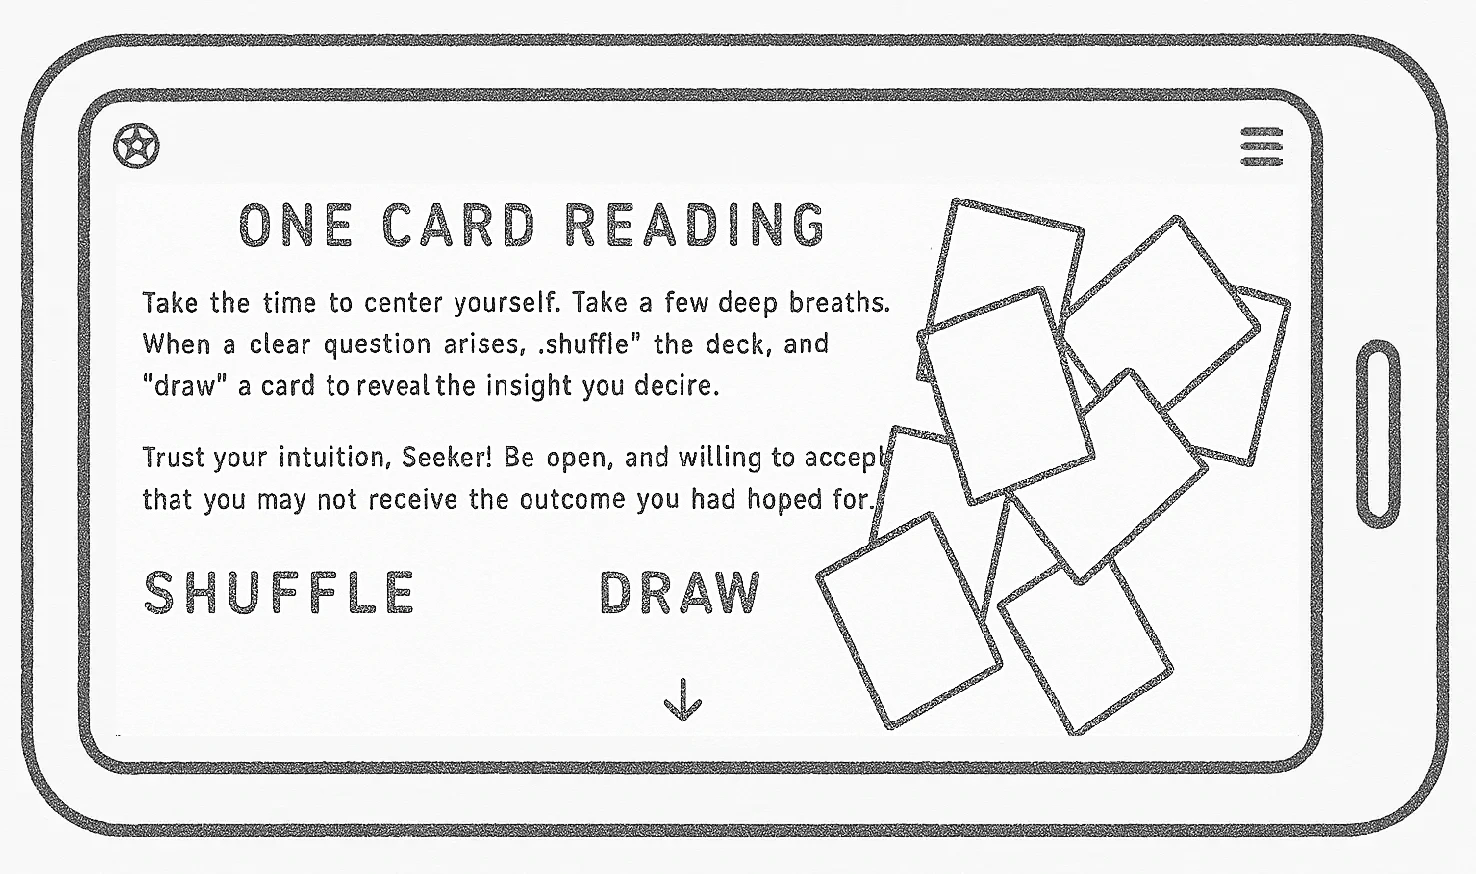 ONE CARD READING
Take the time to center yourself. Take a few deep breaths.
When a clear question arises, .shuffle" the deck, and
"draw" a card to reveal the insight you decire.
Trust your intuition, Seeker! Be open, and willing to accept
that you may not receive the outcome you had hoped for.
SHUFFLE DRAW